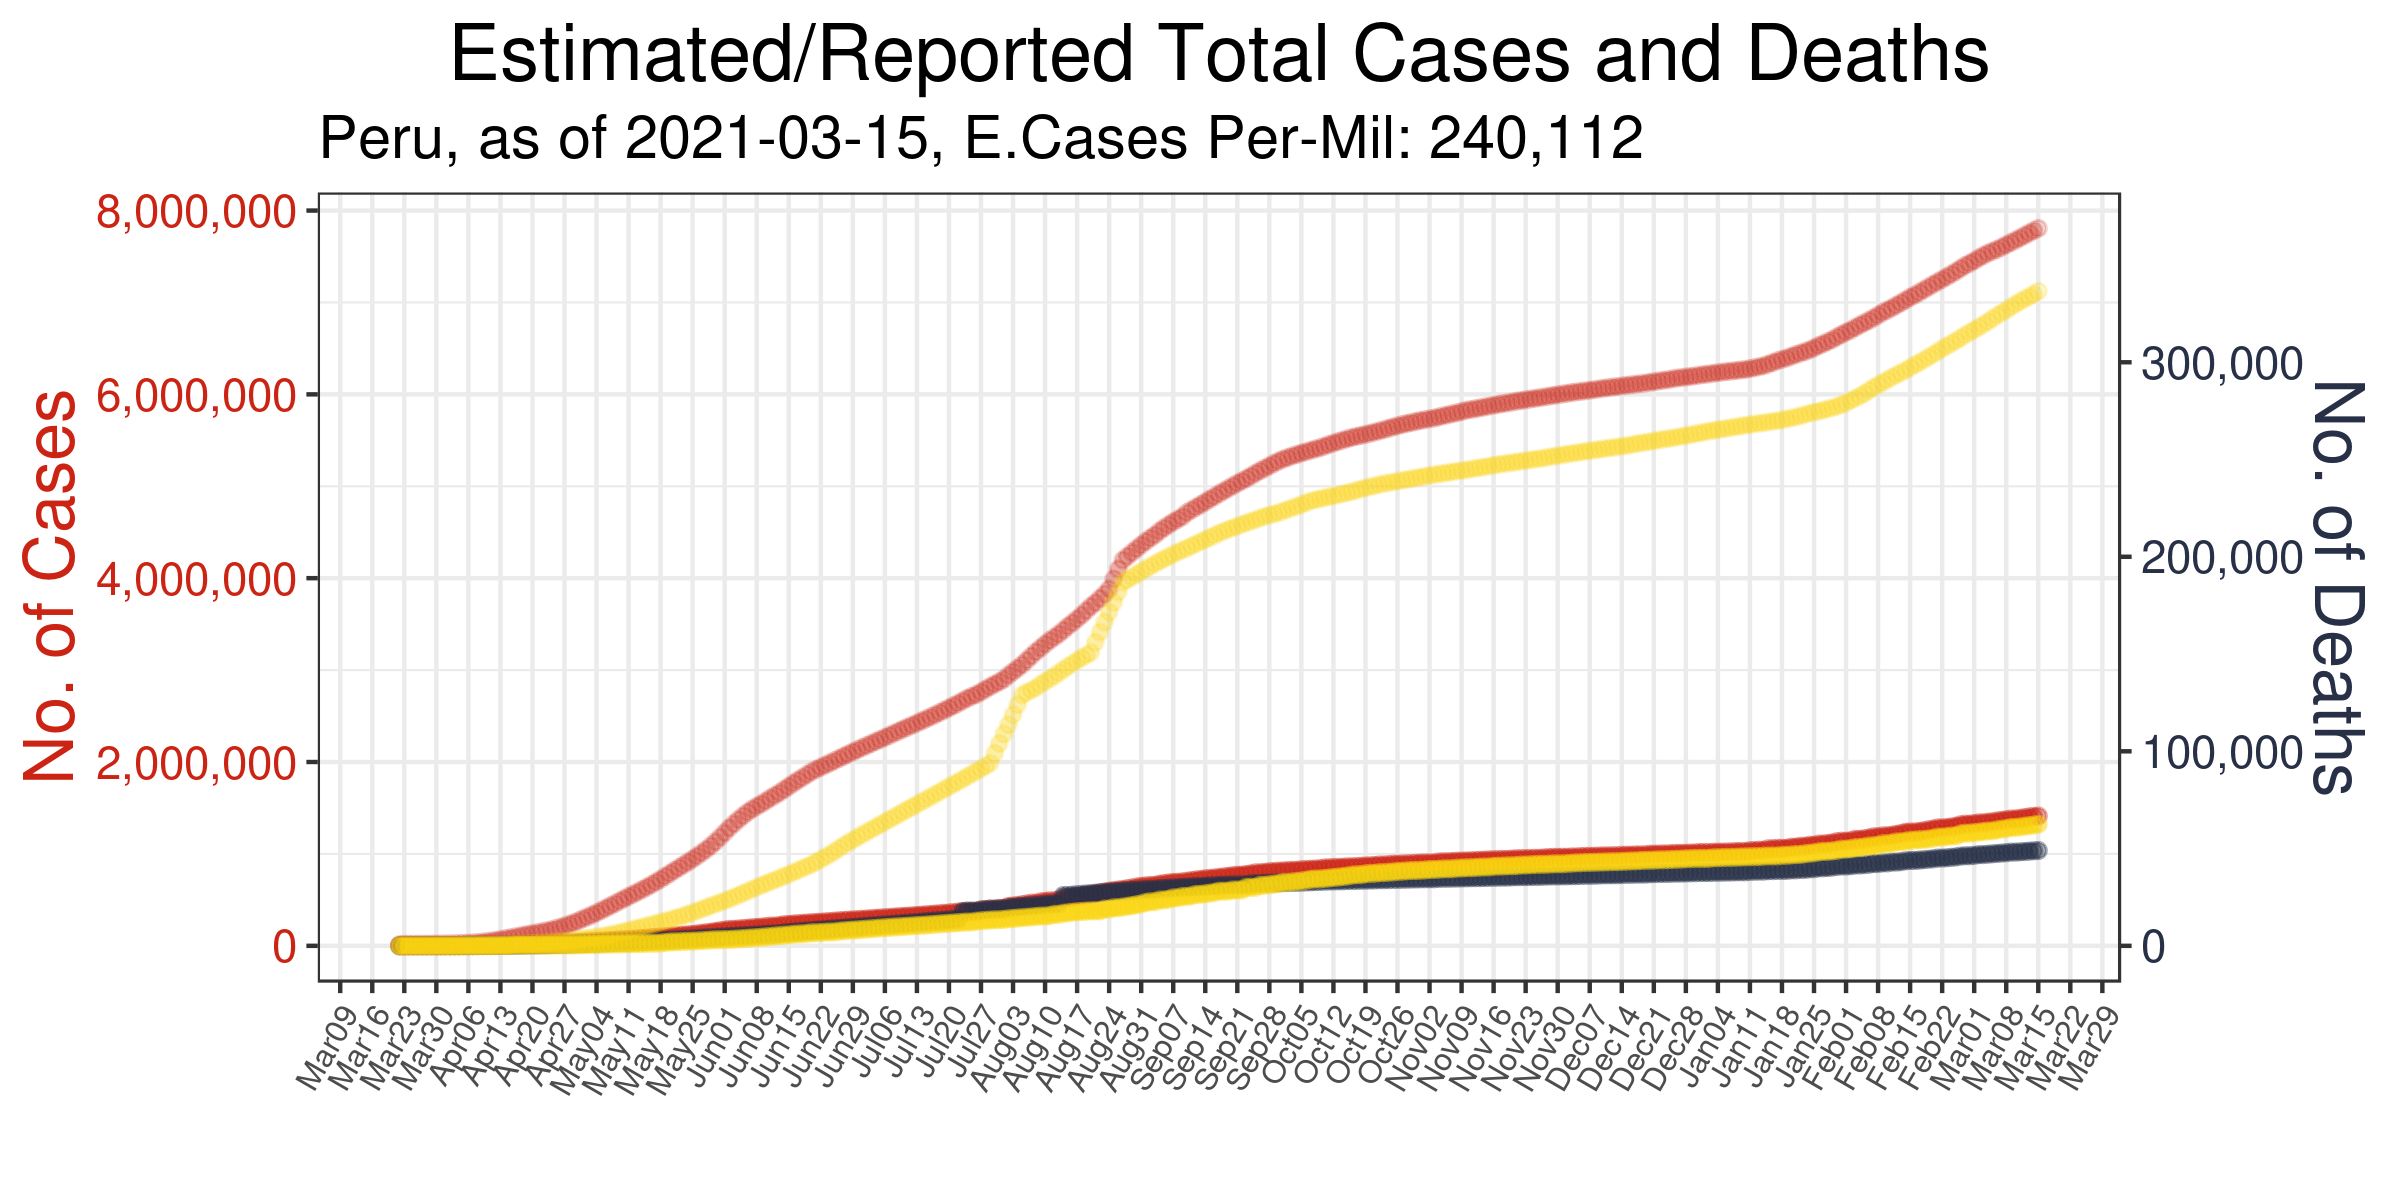 Estimated/Reported Total Cases and Deaths
Peru, as of 2021-03-15, E.Cases Per-Mil: 240,112
No. of Cases
8,000,000
6,000,000
4,000,000
2,000,000
0
No. of Deaths
300,000
200,000
100,000
0
Mar09
Mar16
Mar23
Mar30
Apr06
Apr13
Apr20
Apr27
May04
May11
May18
May25
Jun01
Jun08
Jun15
Jun22
Jun29
Jul06
Jul13
Jul20
Jul27
Aug03
Aug10
Aug17
Aug24
Aug31
Sep07
Sep14
Sep21
Sep28
Oct05
Oct12
Oct19
Oct26
Nov02
Nov09
Nov16
Nov23
Nov30
Dec07
Dec14
Dec21
Dec28
Jan04
Jan11
Jan18
Jan25
Feb01
Feb08
Feb15
Feb22
Mar01
Mar08
Mar15
Mar22
Mar29